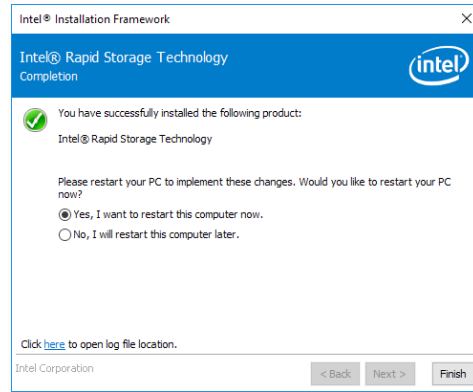 Intel® Installation Framework
Intel® Rapid Storage Technology
Completion
intel
You have successfully installed the following product:
Intel® Rapid Storage Technology
Please restart your PC to implement these changes. Would you like to restart your PC
now?
Yes, I want to restart this computer now.
No, I will restart this computer later.
Click here to open log file location.
Intel Corporation
< Back
Next >
Finish